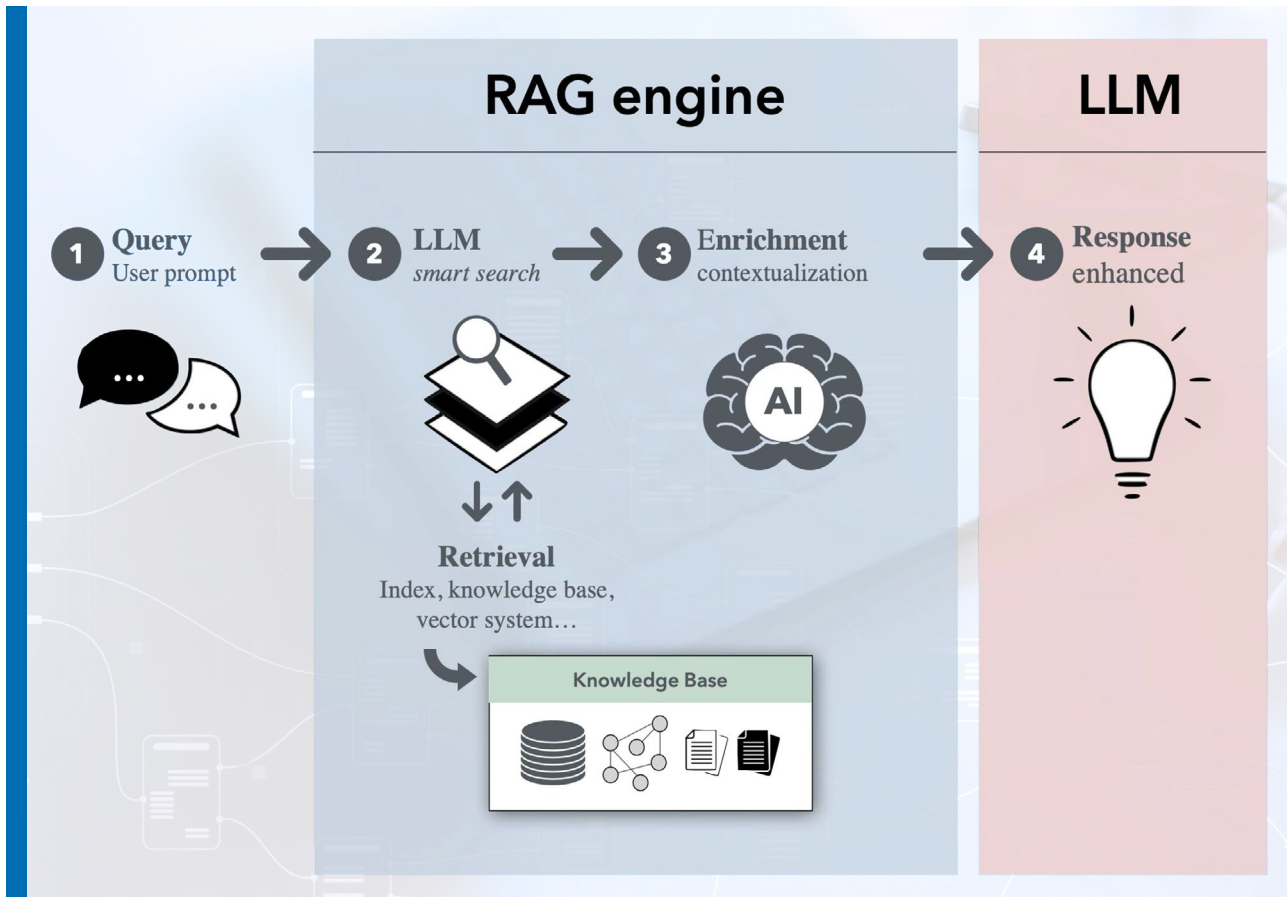 RAG engine
LLM
1
Query
User prompt
2
LLM
smart search
3
Enrichment
contextualization
4
Response
enhanced
...
...
AI
Retrieval
Index, knowledge base,
vector system…
Knowledge Base